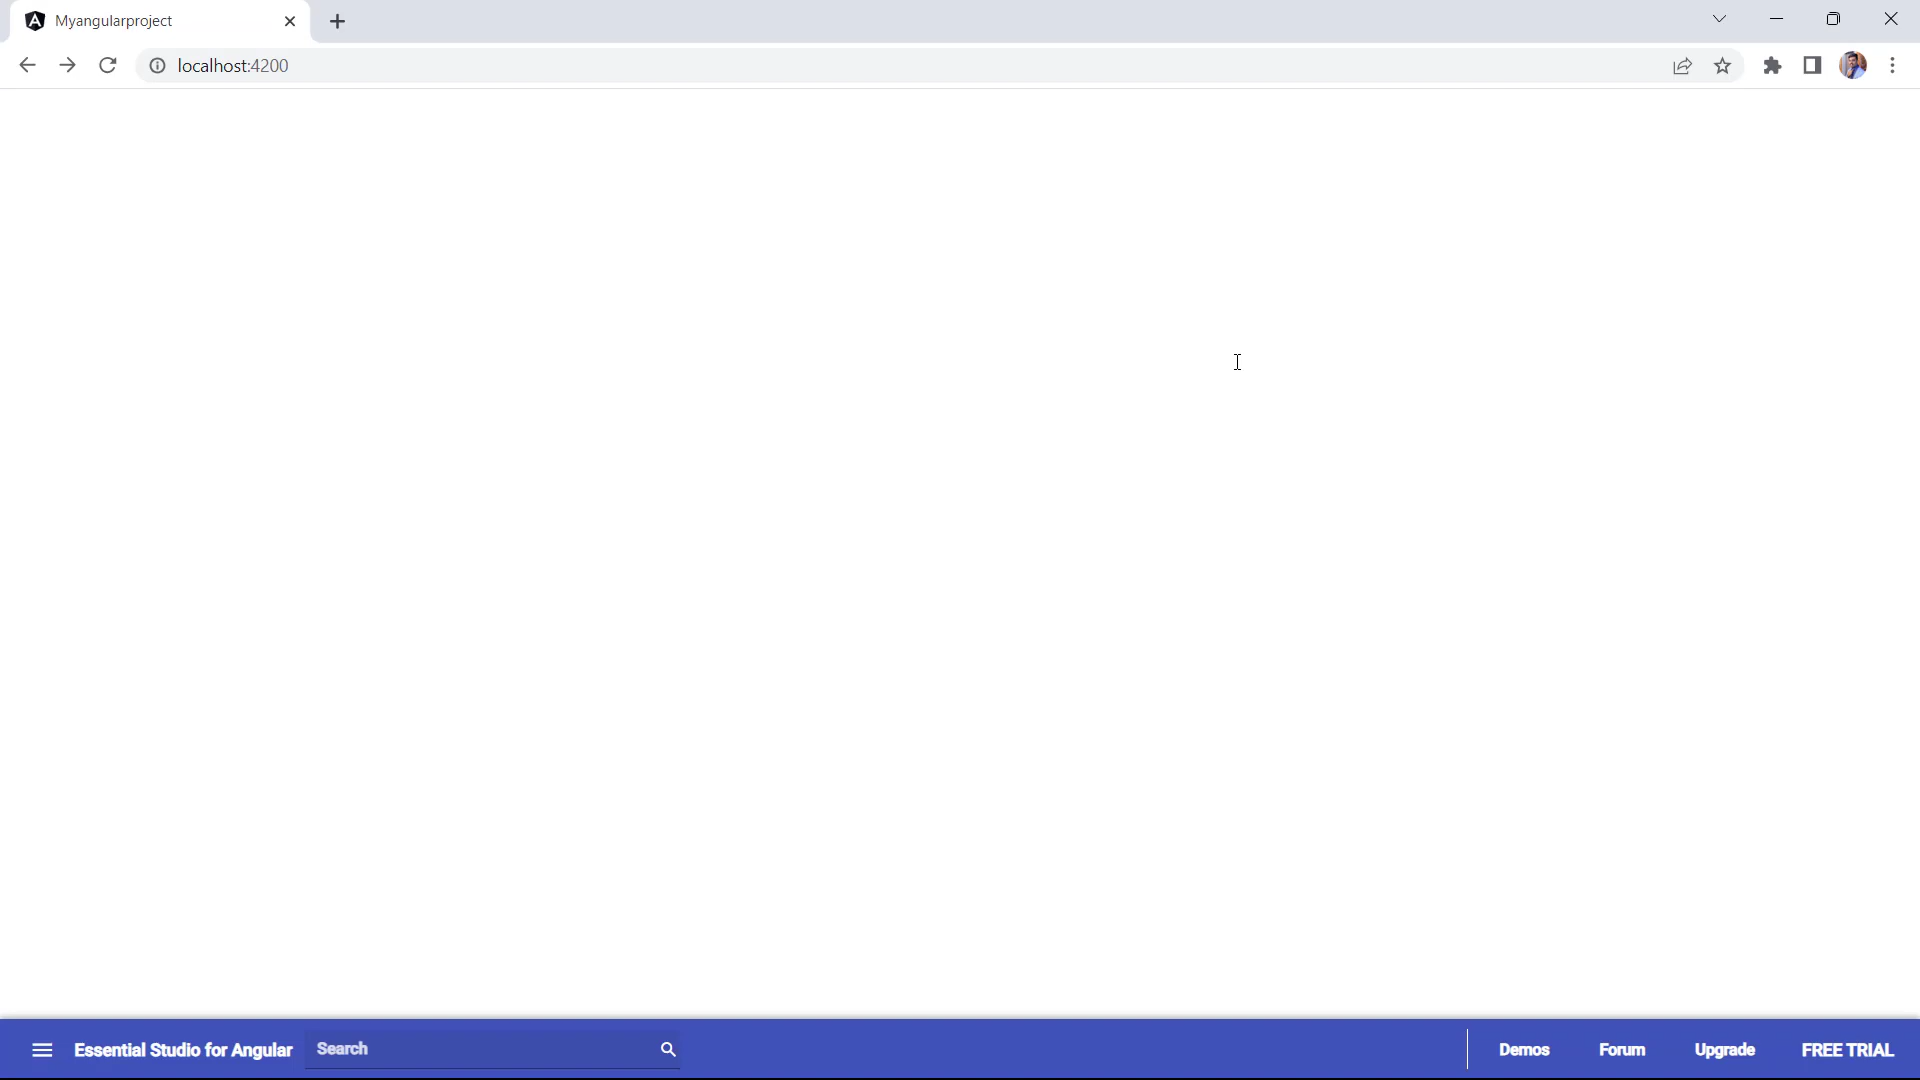 Myangularproject
localhost:4200
Essential Studio for Angular Search Demos Forum Upgrade FREE TRIAL